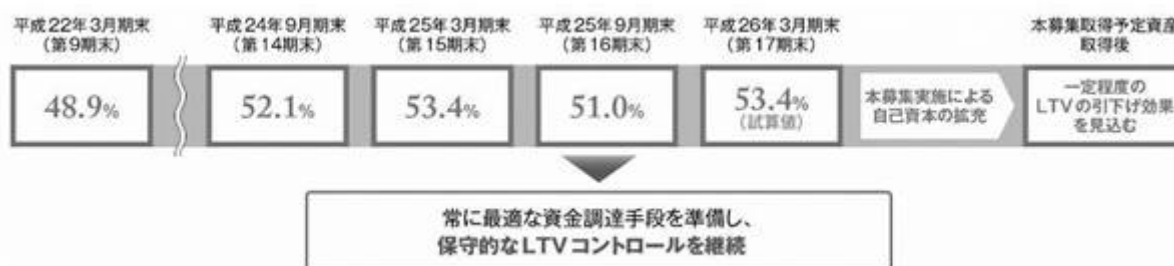 平成22年3月期末
(第9期末)
平成24年9月期末
(第14期末)
平成25年3月期末
(第15期末)
平成25年9月期末
(第16期末)
平成26年3月期末
(第17期末)
本募集取得予定資産
取得後
48.9%
52.1%
53.4%
51.0%
53.4%
(試算値)
本募集実施による
自己資本の拡充
一定程度の
LTVの引下げ効果
を見込む
常に最適な資金調達手段を準備し、
保守的なLTVコントロールを継続